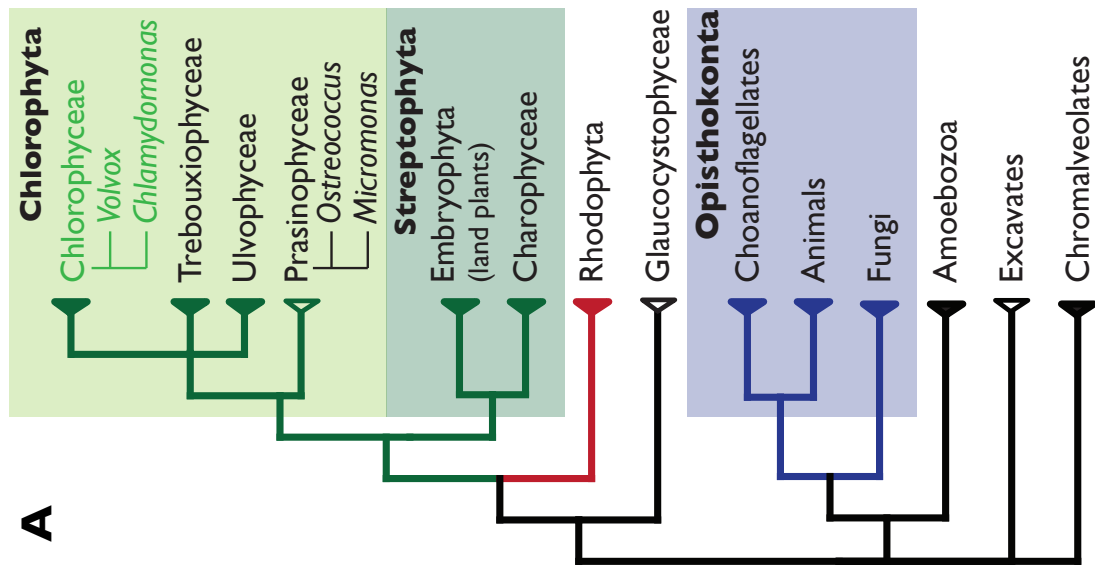 A
Chlorophyta
Chlorophyceae
Volvox
Chlamydomonas
Trebouxiophyceae
Ulvophyceae
Prasinophyceae
Ostreococcus
Micromonas
Streptophyta
Embryophyta
(land plants)
Charophyceae
Rhodophyta
Glaucocystophyceae
Opisthokonta
Choanoflagellates
Animals
Fungi
Amoebozoa
Excavates
Chromalveolates